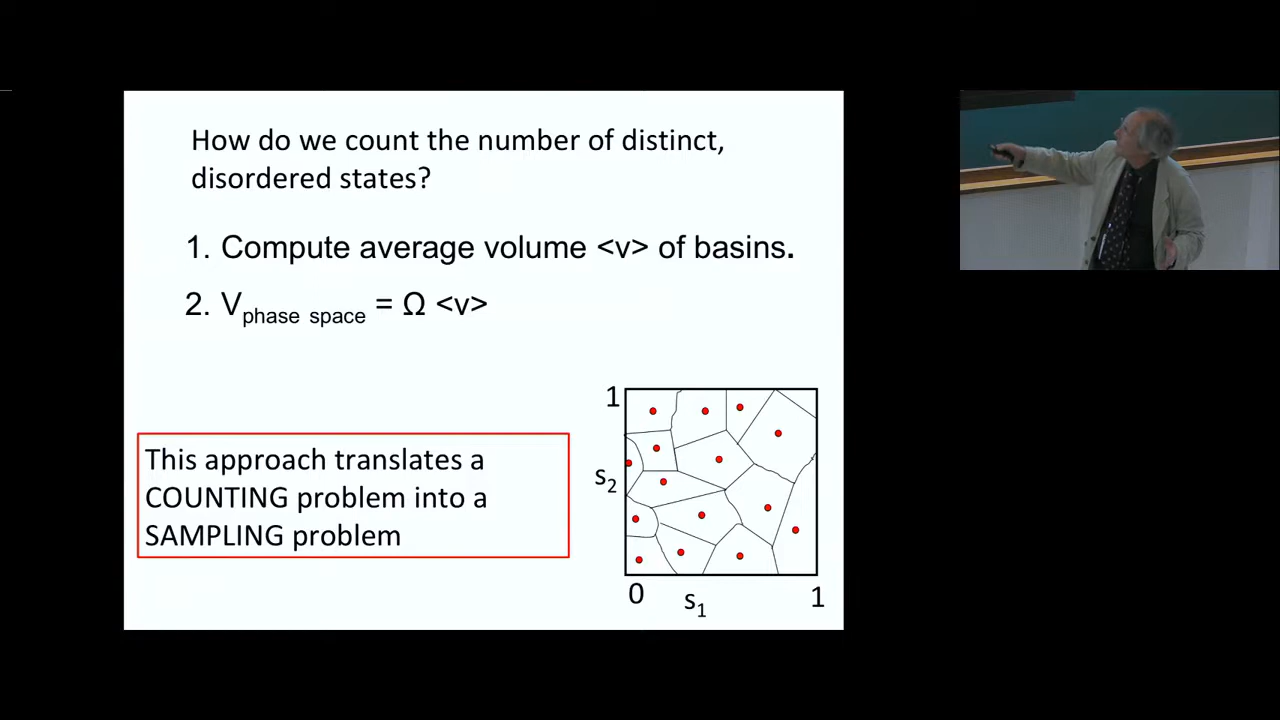 How do we count the number of distinct,
disordered states?
1. Compute average volume <v> of basins.
2. Vphase space = Ω <v>
This approach translates a
COUNTING problem into a
SAMPLING problem
1
s2
0
s1
1